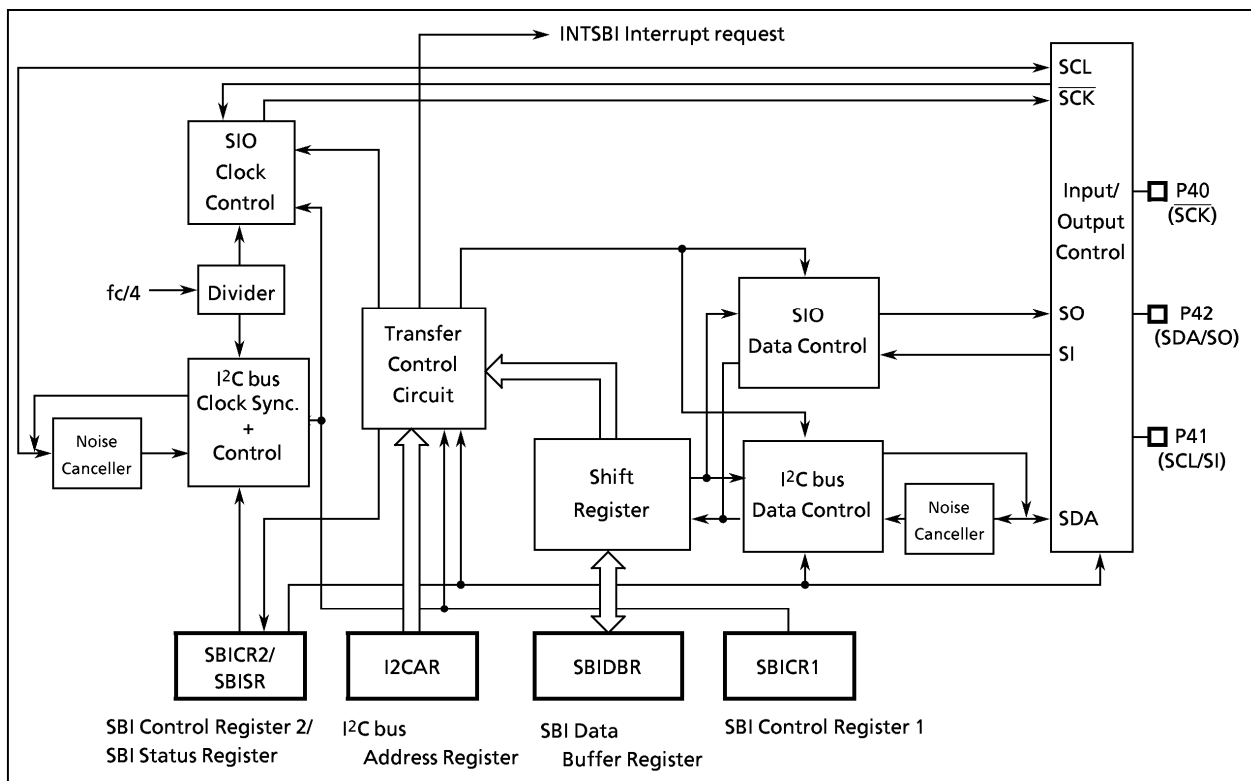 INTSBI Interrupt request
SCL
SCK
SIO
Clock
Control
Input/
Output
Control
P40
(SCK)
fc/4
Divider
Transfer
Control
Circuit
SIO
Data Control
SO
SI
P42
(SDA/SO)
I²C bus
Clock Sync.
+
Control
Noise
Canceller
Shift
Register
I²C bus
Data Control
Noise
Canceller
SDA
P41
(SCL/SI)
SBICR2/
SBISR
I2CAR
SBIDBR
SBICR1
SBI Control Register 2/
SBI Status Register
I²C bus
Address Register
SBI Data
Buffer Register
SBI Control Register 1